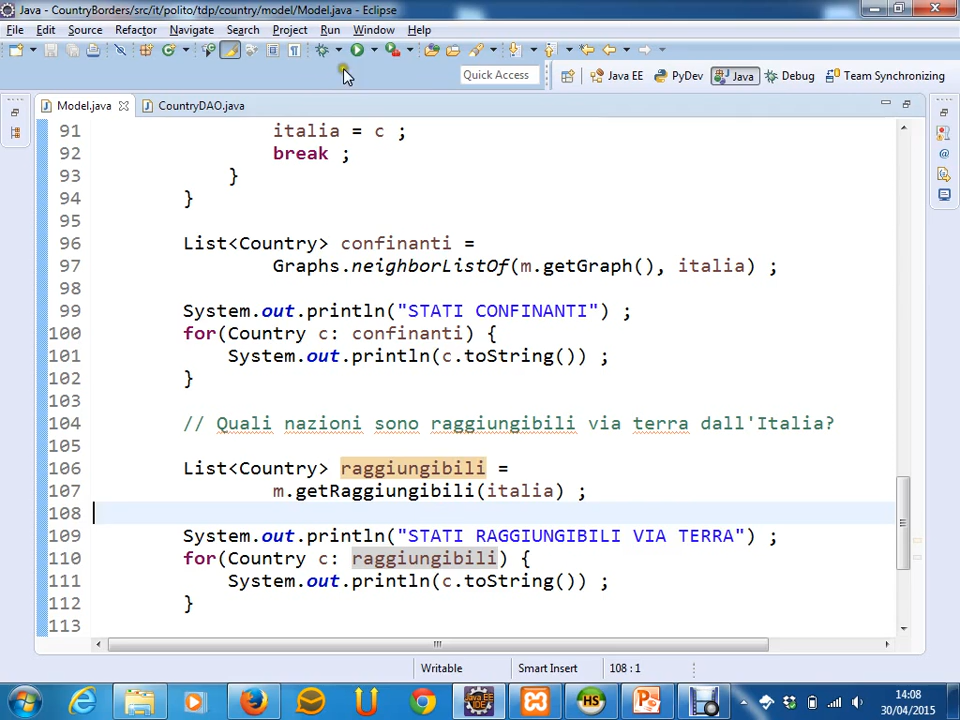 Java - CountryBorders/src/it/polito/tdp/country/model/Model.java - Eclipse
File Edit Source Refactor Navigate Search Project Run Window Help
Quick Access Java EE PyDev Java Debug Team Synchronizing
Model.java CountryDAO.java
91 italia = c ;
92 break ;
93 }
94 }
95
96 List<Country> confinanti =
97 Graphs.neighborListOf(m.getGraph(), italia) ;
98
99 System.out.println("STATI CONFINANTI") ;
100 for(Country c: confinanti) {
101 System.out.println(c.toString()) ;
102 }
103
104 // Quali nazioni sono raggiungibili via terra dall'Italia?
105
106 List<Country> raggiungibili =
107 m.getRaggiungibili(italia) ;
108
109 System.out.println("STATI RAGGIUNGIBILI VIA TERRA") ;
110 for(Country c: raggiungibili) {
111 System.out.println(c.toString()) ;
112 }
113
Writable Smart Insert 108 : 1
Java EE IDE HS
14:08
30/04/2015